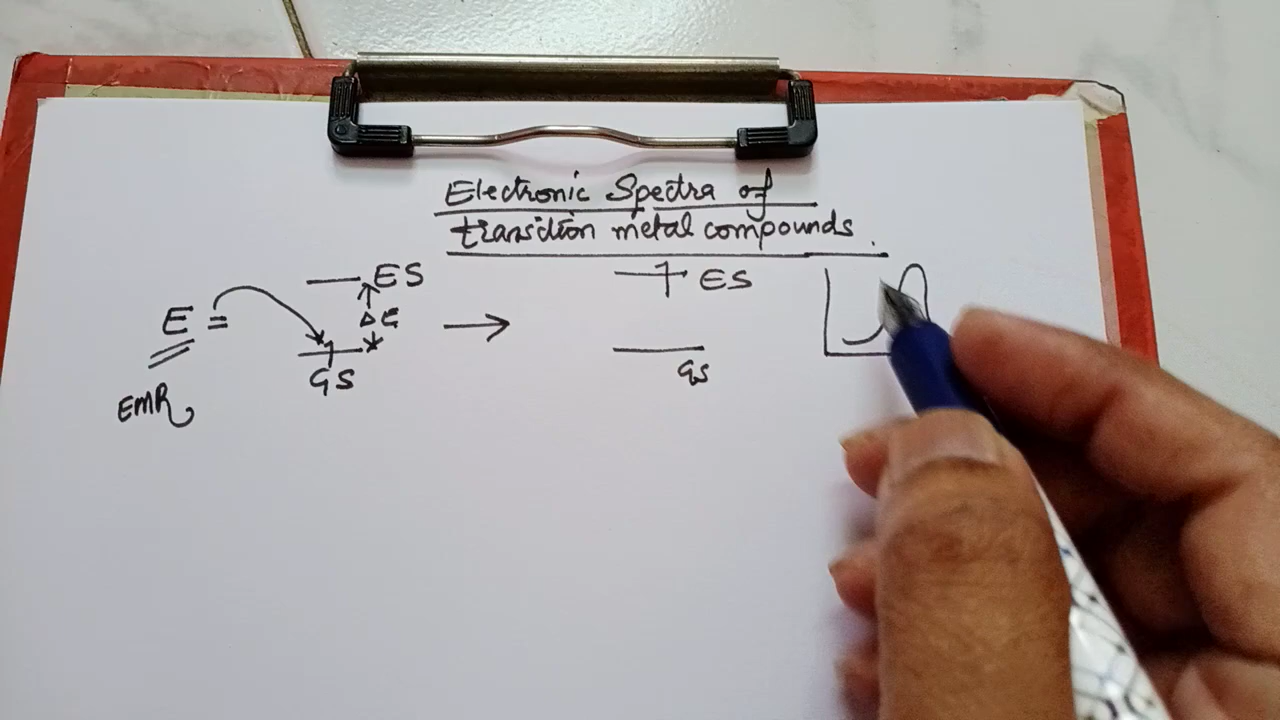 Electronic Spectra of
transition metal compounds.
ES
E =
ΔE
GS
EMR
ES
GS